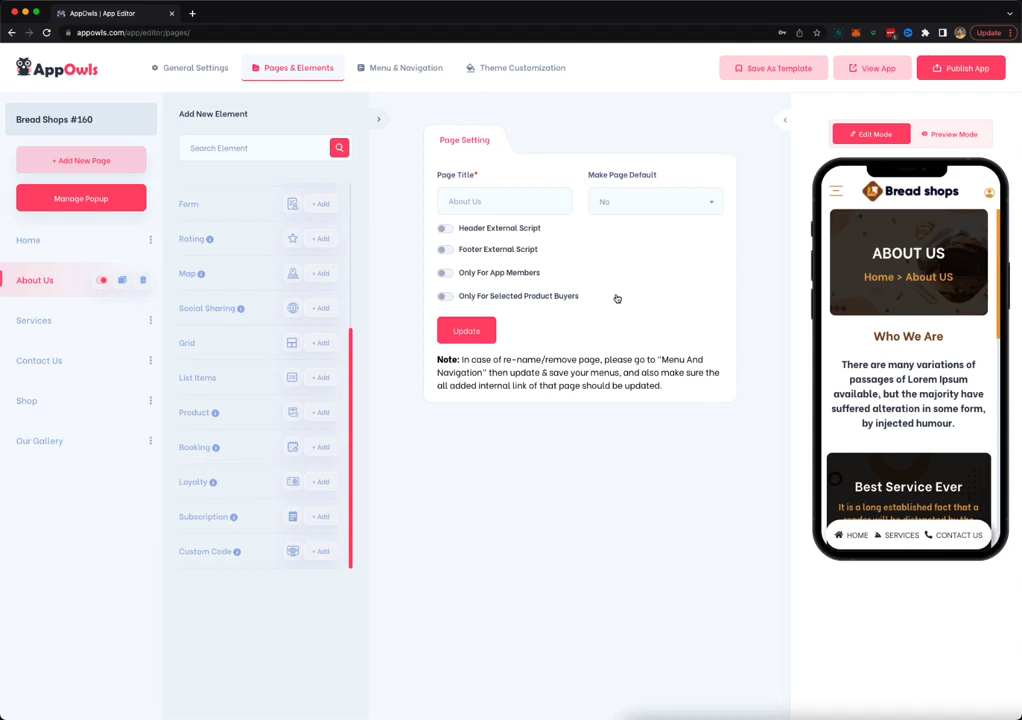 AppOwls | App Editor
appowls.com/app/editor/pages/
Update
AppOwls
General Settings
Pages & Elements
Menu & Navigation
Theme Customization
Save As Template
View App
Publish App
Bread Shops #160
+ Add New Page
Manage Popup
Home
About Us
Services
Contact Us
Shop
Our Gallery
Add New Element
Search Element
Form + Add
Rating + Add
Map + Add
Social Sharing + Add
Grid + Add
List Items + Add
Product + Add
Booking + Add
Loyalty + Add
Subscription + Add
Custom Code + Add
Page Setting
Page Title*
Make Page Default
About Us
No
Header External Script
Footer External Script
Only For App Members
Only For Selected Product Buyers
Update
Note: In case of re-name/remove page, please go to "Menu And
Navigation" then update & save your menus, and also make sure the
all added internal link of that page should be updated.
Edit Mode
Preview Mode
Bread shops
ABOUT US
Home > About US
Who We Are
There are many variations of
passages of Lorem Ipsum
available, but the majority have
suffered alteration in some form,
by injected humour.
Best Service Ever
It is a long established fact that a
HOME
SERVICES
CONTACT US